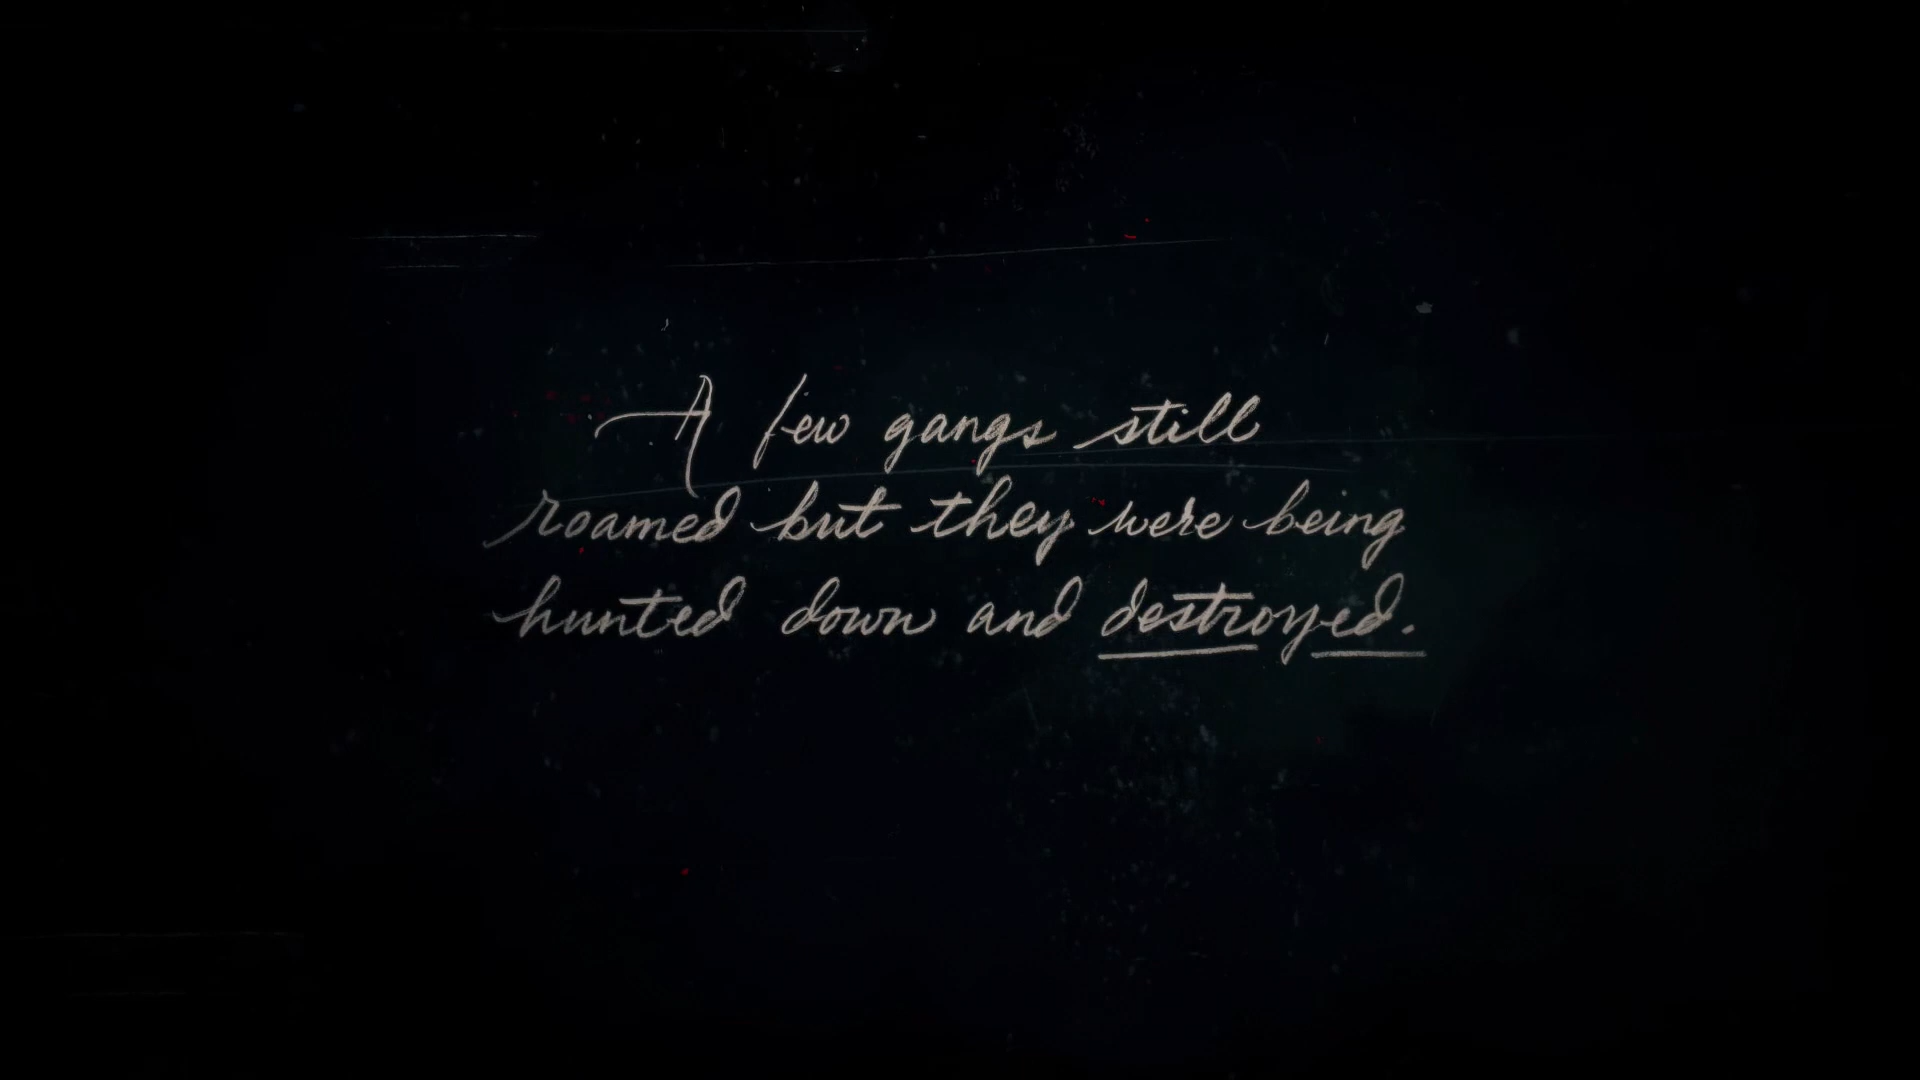 A few gangs still
roamed but they were being
hunted down and destroyed.